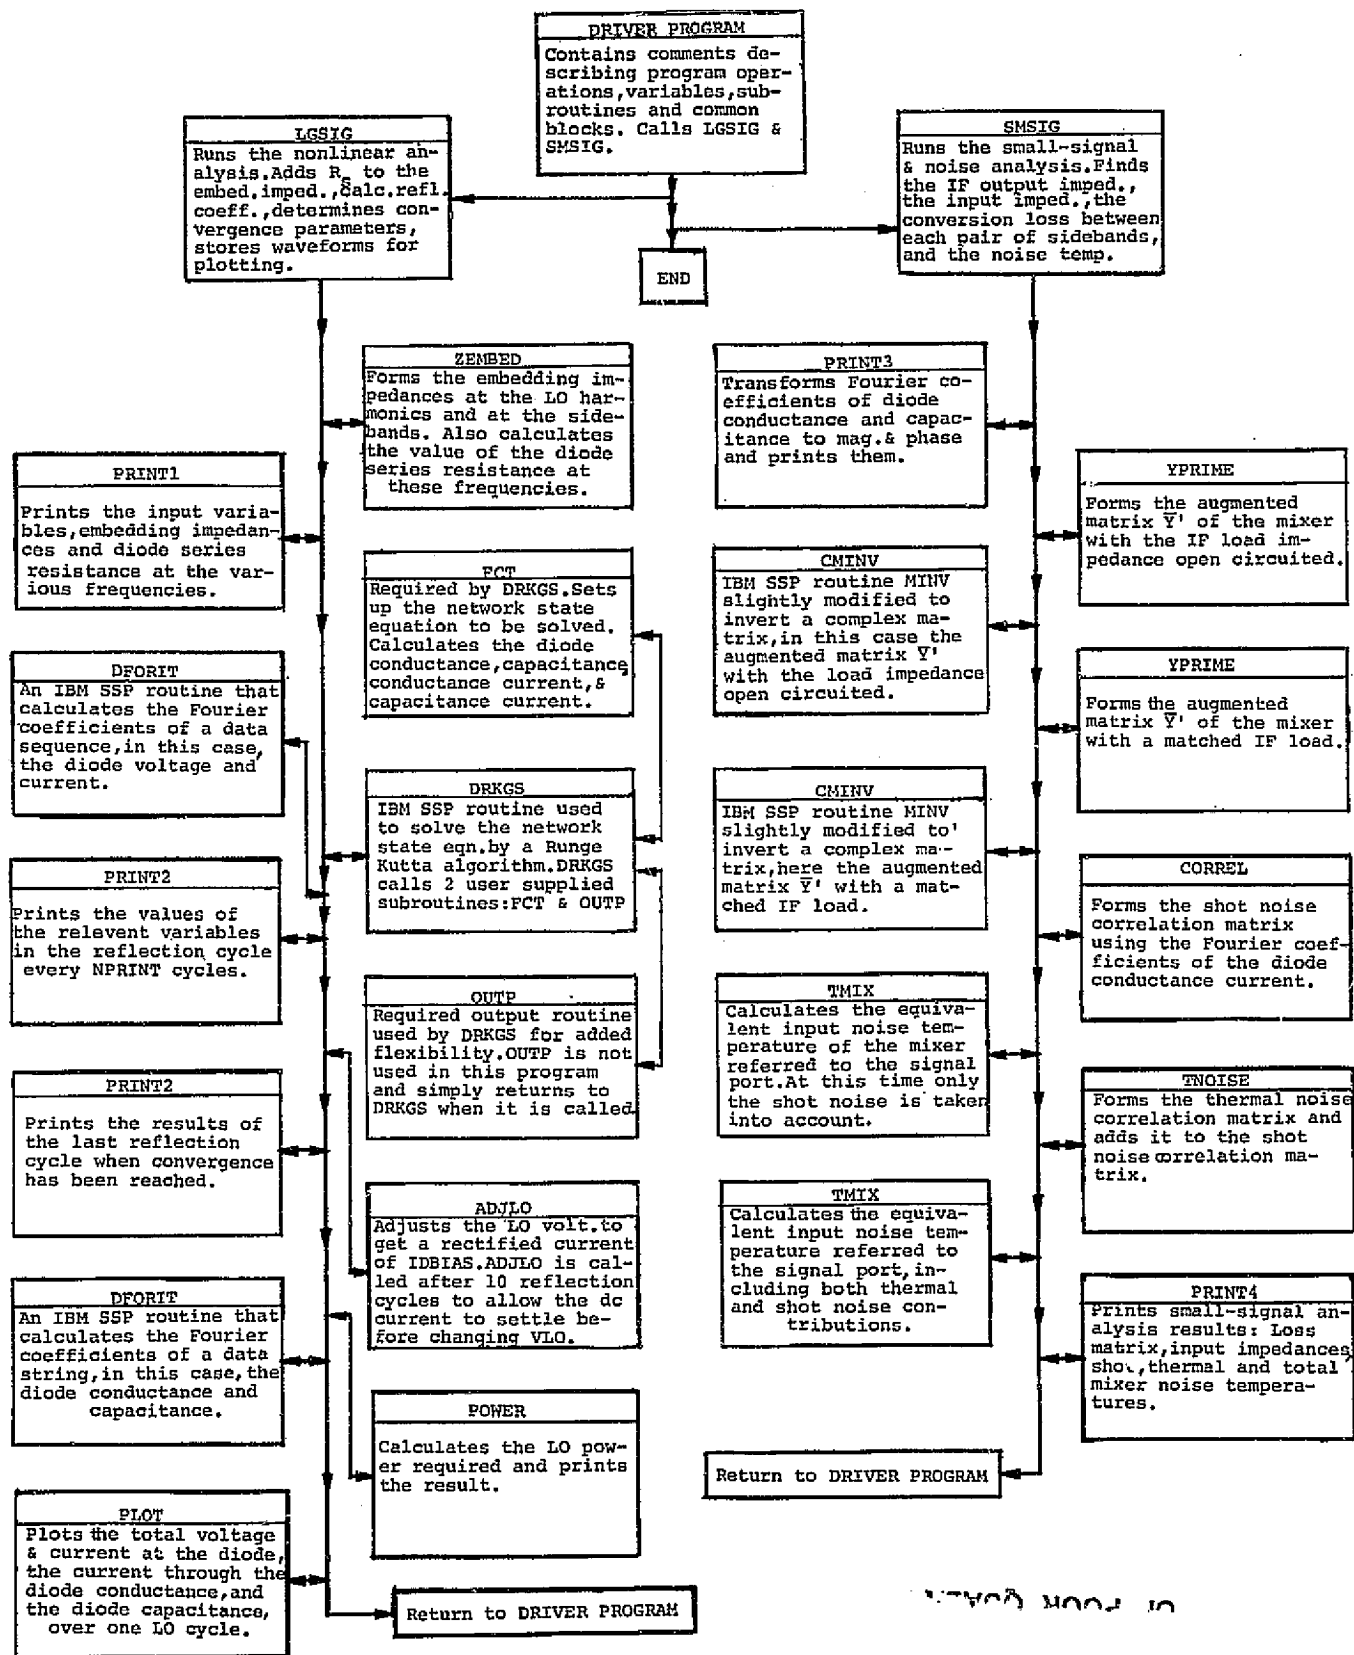 DRIVER PROGRAM
Contains comments de-
scribing program oper-
ations,variables,sub-
routines and common
blocks. Calls LGSIG &
SMSIG.
LGSIG
Runs the nonlinear an-
alysis.Adds Rs to the
embed.imped.,calc.refl.
coeff.,determines con-
vergence parameters,
stores waveforms for
plotting.
SMSIG
Runs the small-signal
& noise analysis.Finds
the IF output imped.,
the input imped.,the
conversion loss between
each pair of sidebands,
and the noise temp.
END
ZEMBED
Forms the embedding im-
pedances at the LO har-
monics and at the side-
bands. Also calculates
the value of the diode
series resistance at
these frequencies.
PRINT1
Prints the input varia-
bles,embedding impedan-
ces and diode series
resistance at the var-
ious frequencies.
FCT
Required by DRKGS.Sets
up the network state
equation to be solved.
Calculates the diode
conductance,capacitance,
conductance current,&
capacitance current.
DFORIT
An IBM SSP routine that
calculates the Fourier
coefficients of a data
sequence,in this case,
the diode voltage and
current.
DRKGS
IBM SSP routine used
to solve the network
state eqn.by a Runge
Kutta algorithm.DRKGS
calls 2 user supplied
subroutines:FCT & OUTP
PRINT2
Prints the values of
the relevent variables
in the reflection cycle
every NPRINT cycles.
OUTP
Required output routine
used by DRKGS for added
flexibility.OUTP is not
used in this program
and simply returns to
DRKGS when it is called
PRINT2
Prints the results of
the last reflection
cycle when convergence
has been reached.
ADJLO
Adjusts the LO volt.to
get a rectified current
of IDBIAS.ADJLO is cal-
led after 10 reflection
cycles to allow the dc
current to settle be-
fore changing VLO.
DFORIT
An IBM SSP routine that
calculates the Fourier
coefficients of a data
string,in this case,the
diode conductance and
capacitance.
POWER
Calculates the LO pow-
er required and prints
the result.
PLOT
Plots the total voltage
& current at the diode,
the current through the
diode conductance,and
the diode capacitance,
over one LO cycle.
Return to DRIVER PROGRAM
PRINT3
Transforms Fourier co-
efficients of diode
conductance and capac-
itance to mag.& phase
and prints them.
YPRIME
Forms the augmented
matrix Y̅' of the mixer
with the IF load im-
pedance open circuited.
CMINV
IBM SSP routine MINV
slightly modified to
invert a complex ma-
trix,in this case the
augmented matrix Y̅'
with the load impedance
open circuited.
YPRIME
Forms the augmented
matrix Y̅' of the mixer
with a matched IF load.
CMINV
IBM SSP routine MINV
slightly modified to'
invert a complex ma-
trix,here the augmented
matrix Y̅' with a mat-
ched IF load.
CORREL
Forms the shot noise
correlation matrix
using the Fourier coef-
ficients of the diode
conductance current.
TMIX
Calculates the equiva-
lent input noise tem-
perature of the mixer
referred to the signal
port.At this time only
the shot noise is taken
into account.
TNOISE
Forms the thermal noise
correlation matrix and
adds it to the shot
noise correlation ma-
trix.
TMIX
Calculates the equiva-
lent input noise tem-
perature referred to
the signal port,in-
cluding both thermal
and shot noise con-
tributions.
PRINT4
Prints small-signal an-
alysis results: Loss
matrix,input impedances,
shot,thermal and total
mixer noise tempera-
tures.
Return to DRIVER PROGRAM
OF POOR